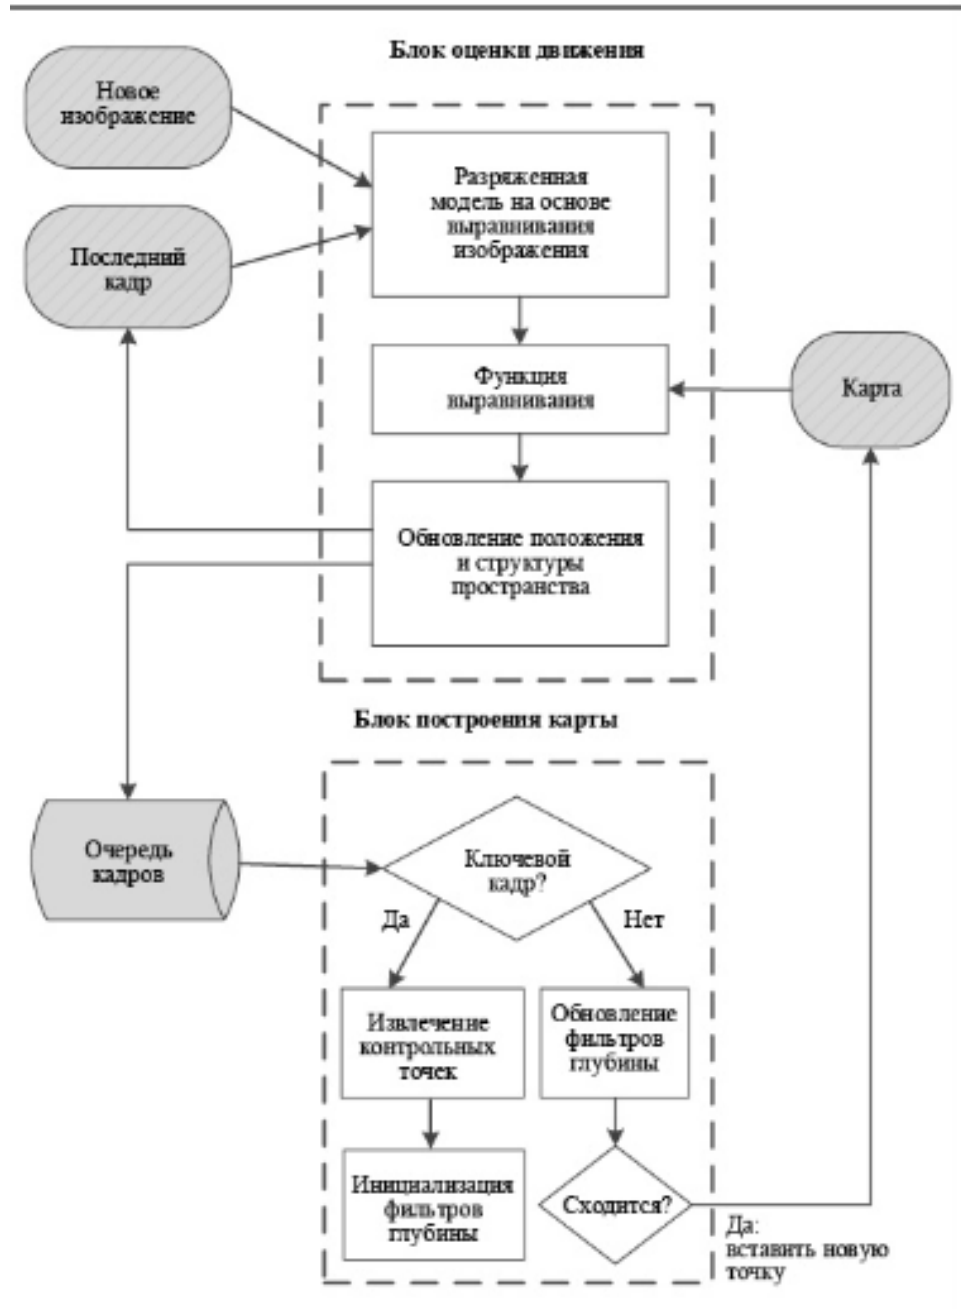 Блок оценки движения
Новое
изображение
Разряженная
модель на основе
выравнивания
изображения
Последний
кадр
Функция
выравнивания
Карта
Обновление положения
и структуры
пространства
Блок построения карты
Очередь
кадров
Ключевой
кадр?
Да
Нет
Извлечение
контрольных
точек
Обновление
фильтров
глубины
Инициализация
фильтров
глубины
Сходится?
Да:
вставить новую
точку